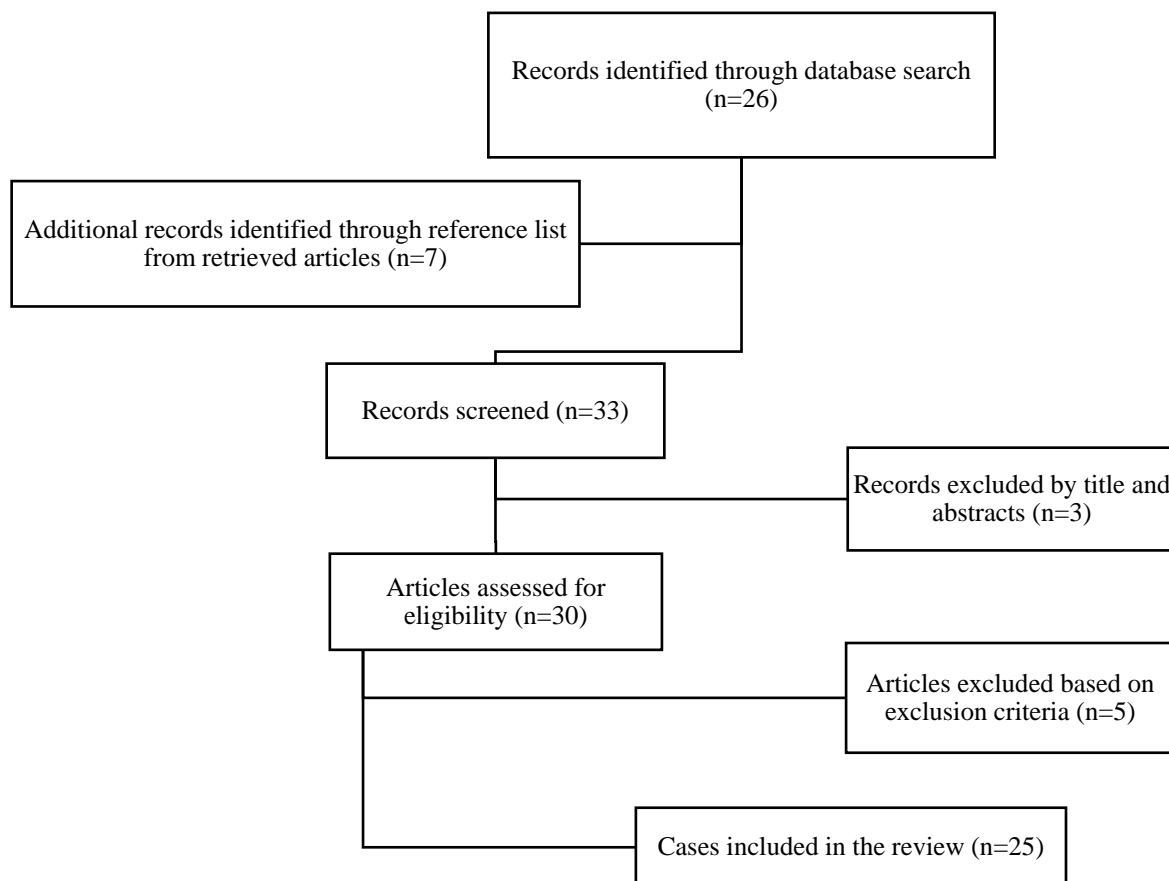 Records identified through database search
(n=26)
Additional records identified through reference list
from retrieved articles (n=7)
Records screened (n=33)
Records excluded by title and
abstracts (n=3)
Articles assessed for
eligibility (n=30)
Articles excluded based on
exclusion criteria (n=5)
Cases included in the review (n=25)